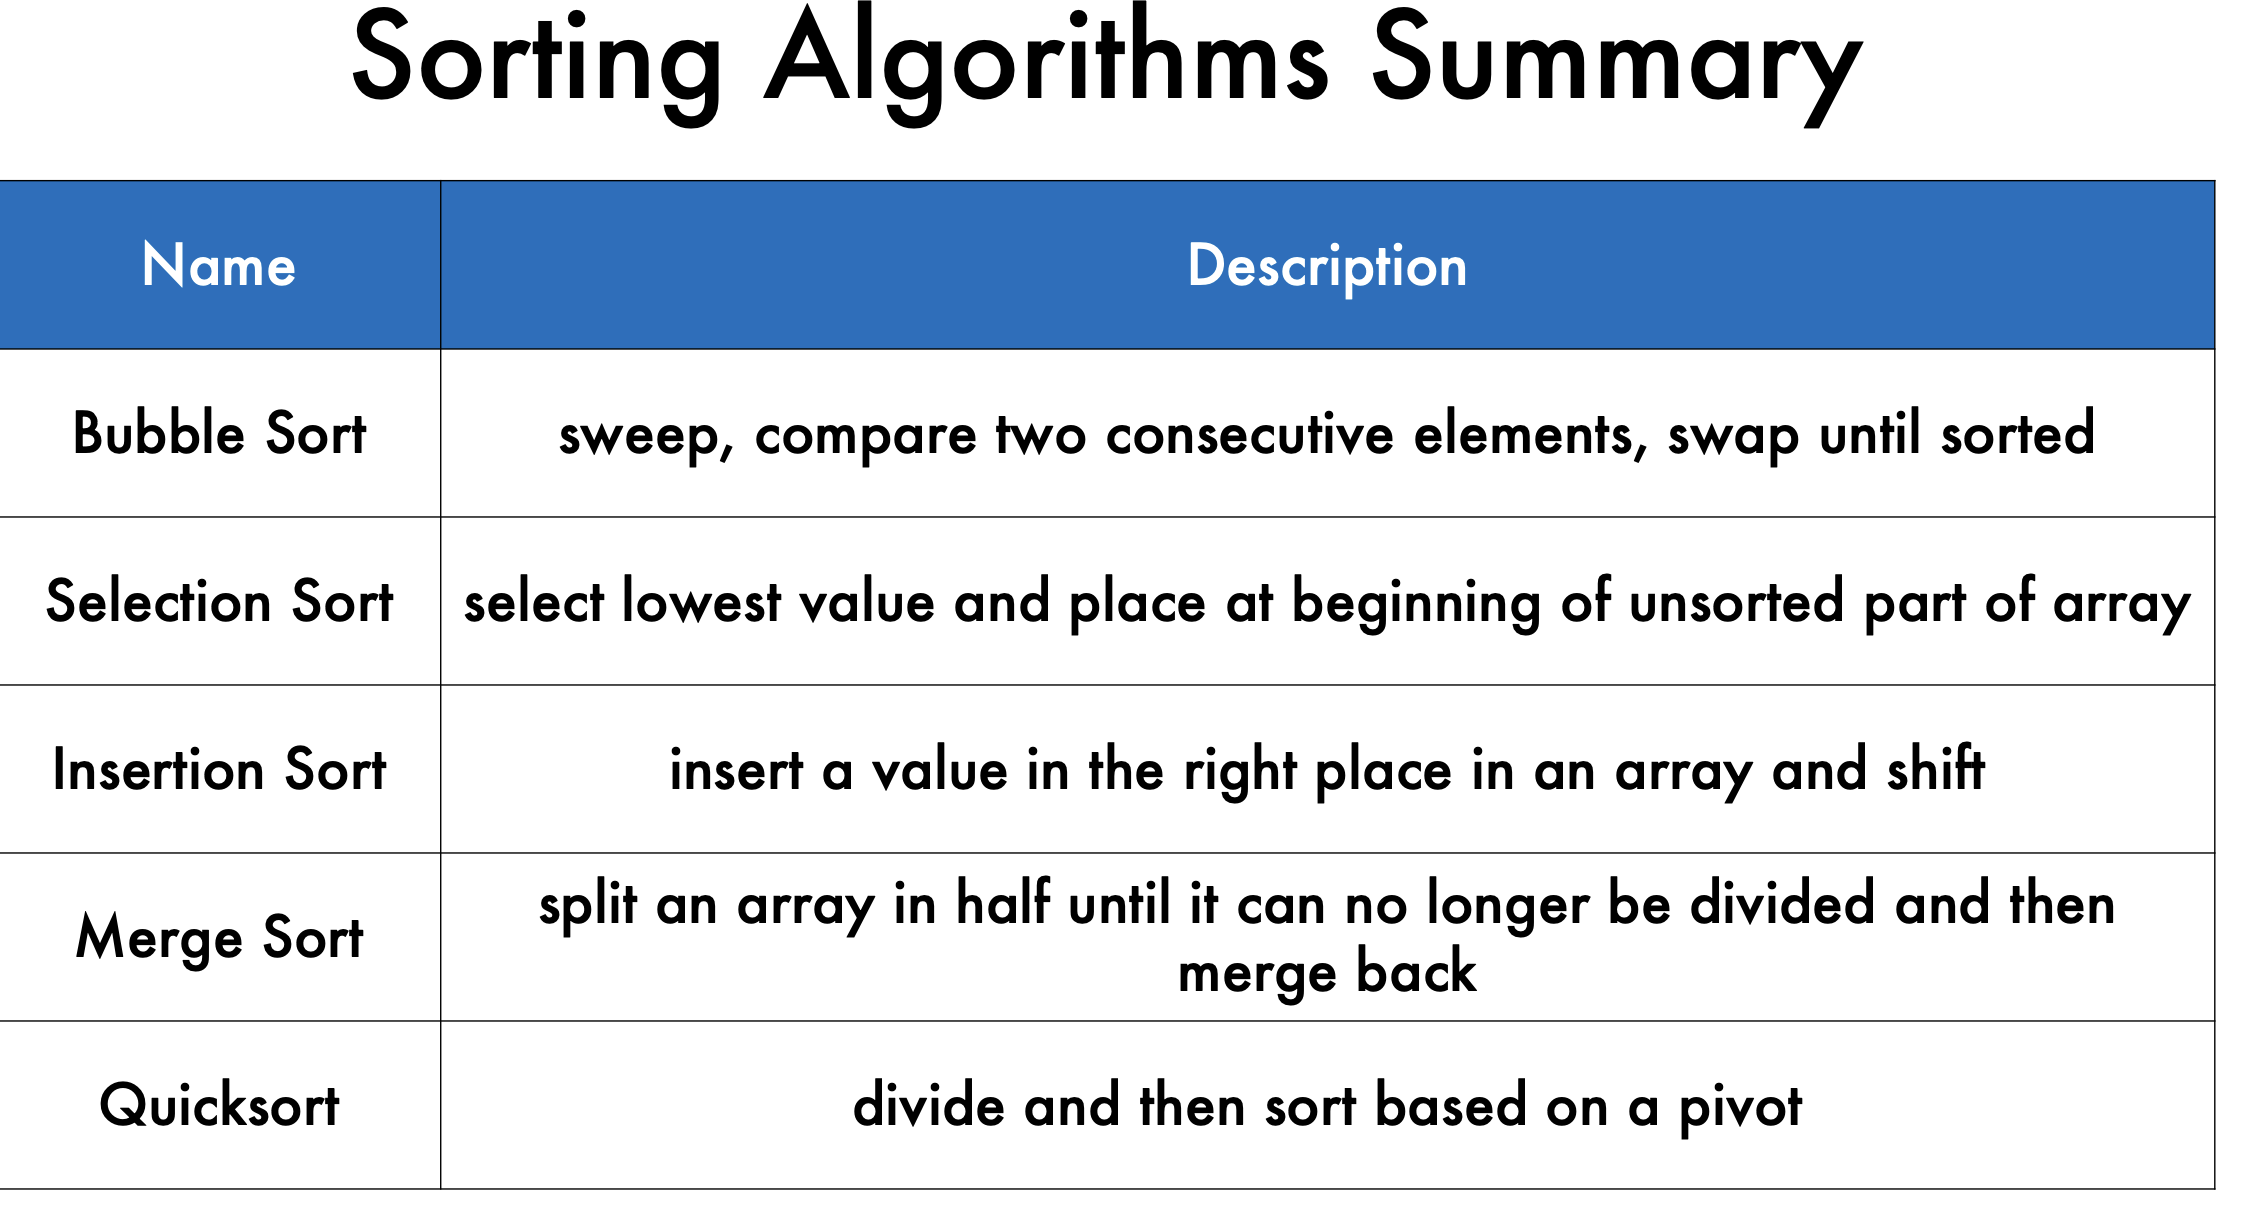 Sorting Algorithms Summary
Name
Description
Bubble Sort
sweep, compare two consecutive elements, swap until sorted
Selection Sort
select lowest value and place at beginning of unsorted part of array
Insertion Sort
insert a value in the right place in an array and shift
Merge Sort
split an array in half until it can no longer be divided and then
merge back
Quicksort
divide and then sort based on a pivot